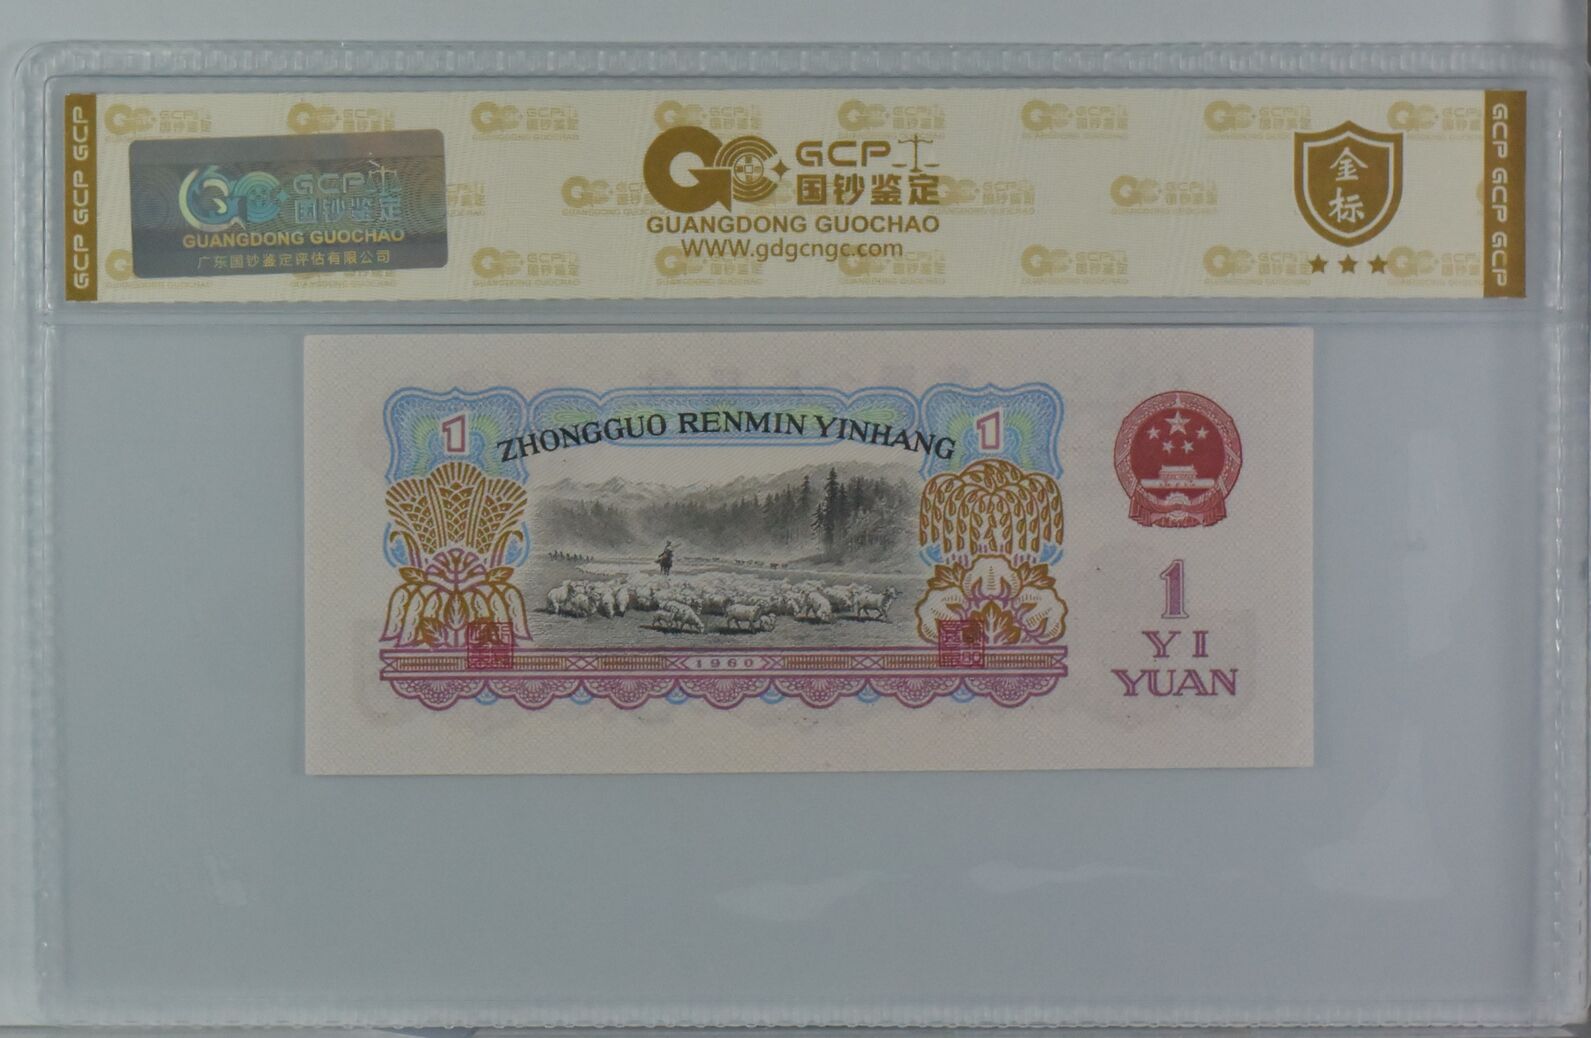 GCP GCP GCP
GCP
国钞鉴定
GUANGDONG GUOCHAO
广东国钞鉴定评估有限公司
GCP
国钞鉴定
GUANGDONG GUOCHAO
WWW.gdgcngc.com
金
标
GCP GCP GCP
1
ZHONGGUO RENMIN YINHANG
1
1960
1
YI
YUAN